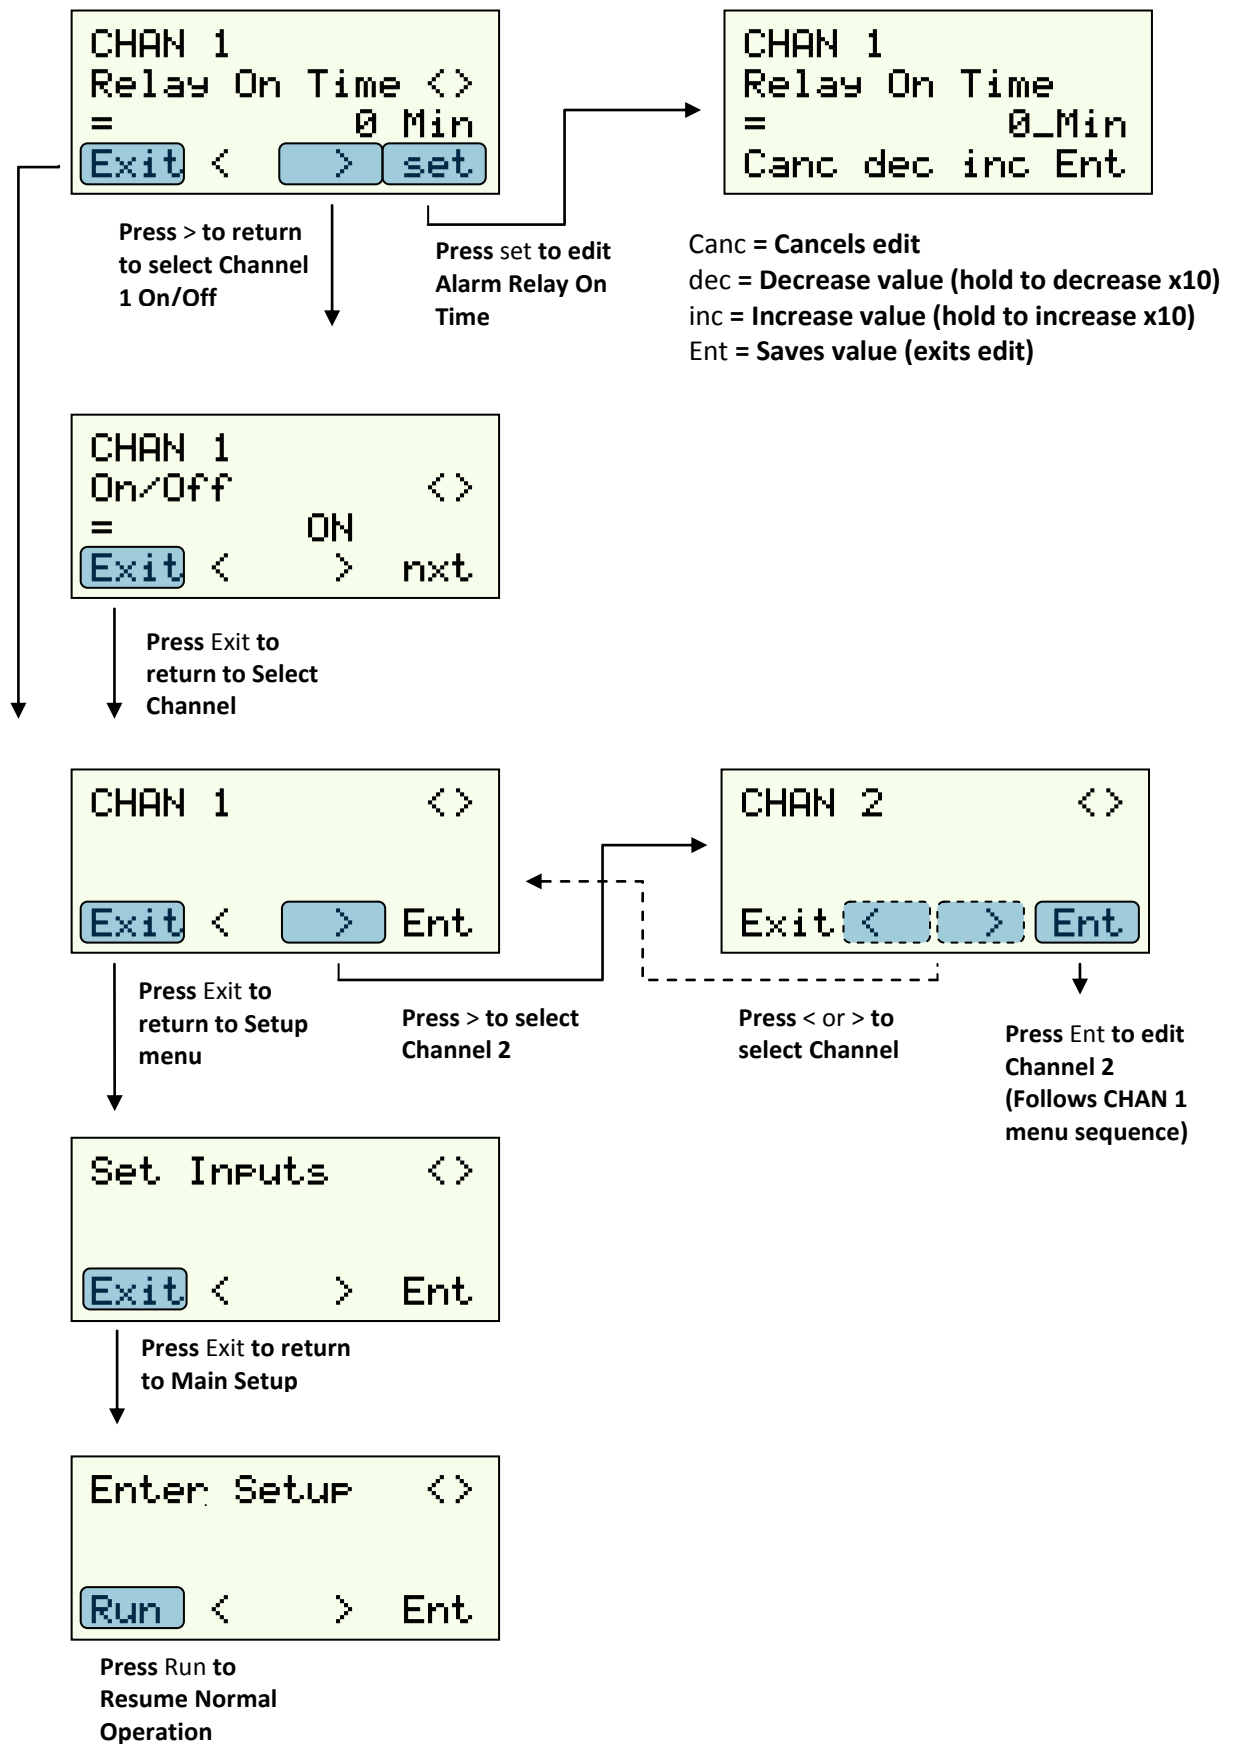 CHAN 1
Relay On Time <>
= 0 Min
Exit < > set
CHAN 1
Relay On Time
= 0_Min
Canc dec inc Ent
Press > to return
to select Channel
1 On/Off
Press set to edit
Alarm Relay On
Time
Canc = Cancels edit
dec = Decrease value (hold to decrease x10)
inc = Increase value (hold to increase x10)
Ent = Saves value (exits edit)
CHAN 1
On/Off <>
= ON
Exit < > nxt
Press Exit to
return to Select
Channel
CHAN 1 <>
Exit < > Ent
CHAN 2 <>
Exit < > Ent
Press Exit to
return to Setup
menu
Press > to select
Channel 2
Press < or > to
select Channel
Press Ent to edit
Channel 2
(Follows CHAN 1
menu sequence)
Set Inputs <>
Exit < > Ent
Press Exit to return
to Main Setup
Enter Setup <>
Run < > Ent
Press Run to
Resume Normal
Operation